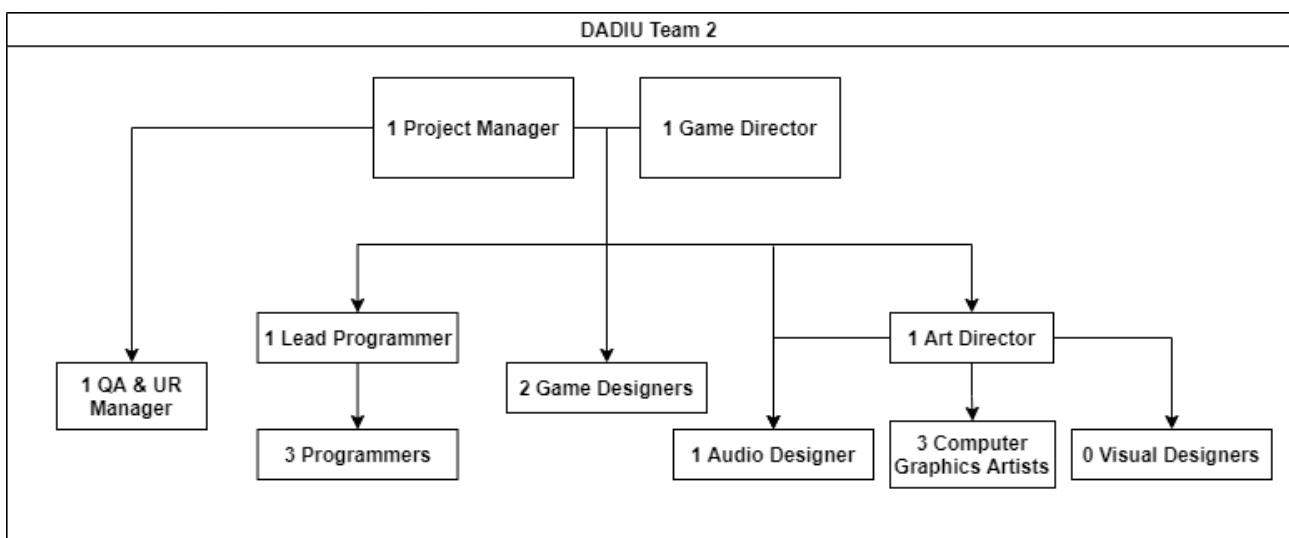 DADIU Team 2
1 Project Manager
1 Game Director
1 Lead Programmer
1 Art Director
1 QA & UR
Manager
2 Game Designers
3 Programmers
1 Audio Designer
3 Computer
Graphics Artists
0 Visual Designers